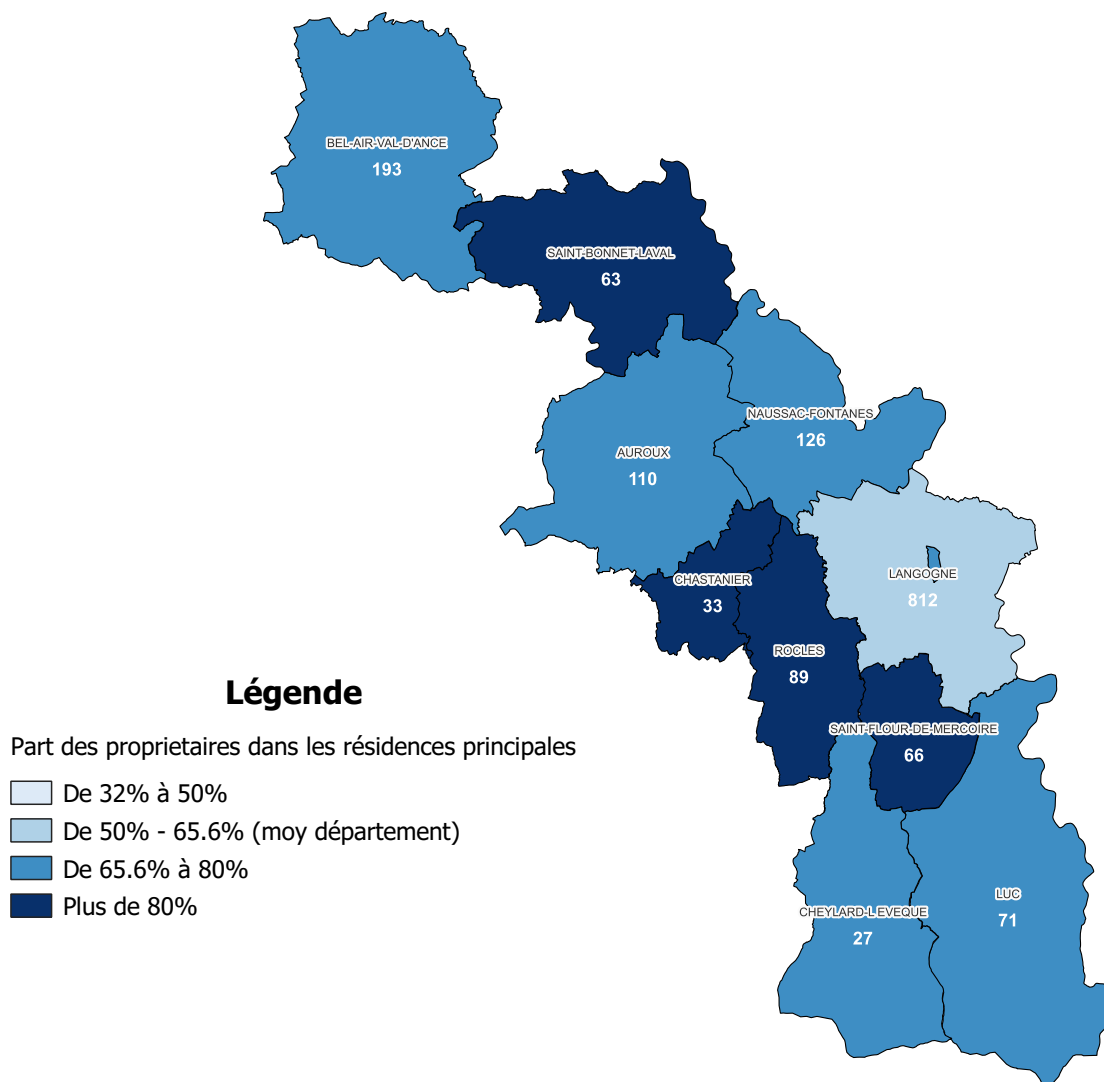 BEL-AIR-VAL-D'ANCE
193
SAINT-BONNET-LAVAL
63
NAUSSAC-FONTANES
126
AUROUX
110
LANGOGNE
812
CHASTANIER
33
ROCLES
89
SAINT-FLOUR-DE-MERCOIRE
66
LUC
71
CHEYLARD-L EVEQUE
27
Légende
Part des proprietaires dans les résidences principales
De 32% à 50%
De 50% - 65.6% (moy département)
De 65.6% à 80%
Plus de 80%